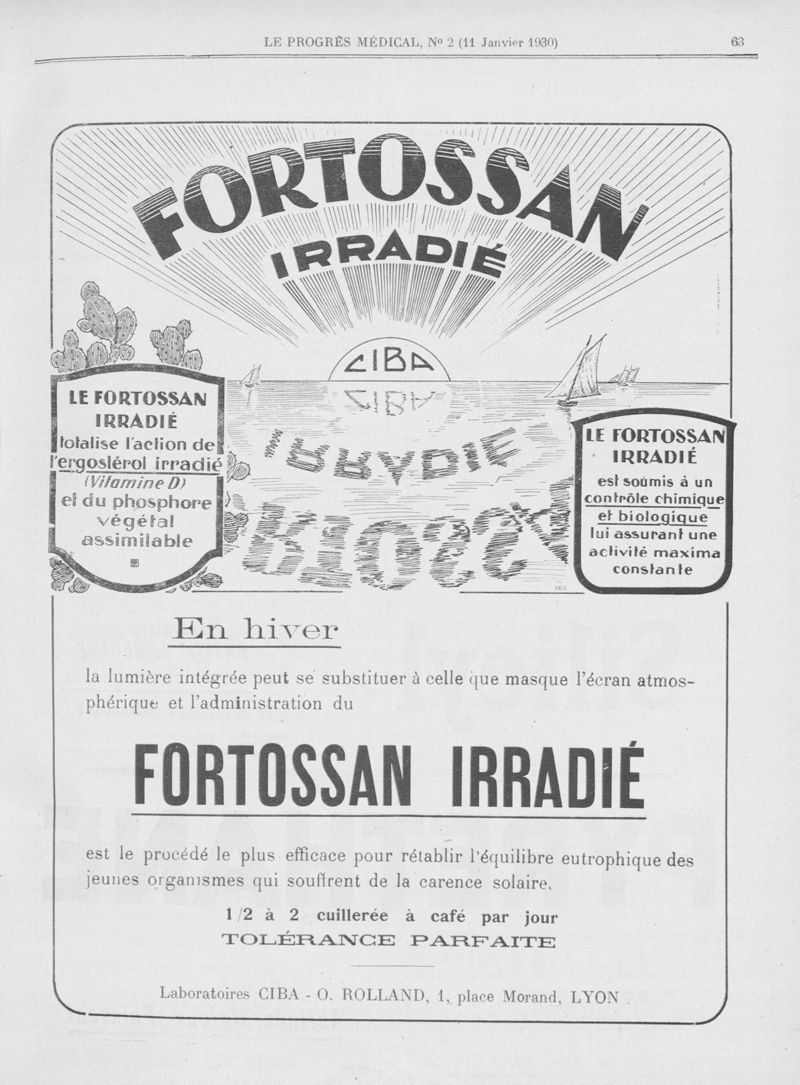 LE PROGRÈS MÉDICAL, Nº 2 (11 Janvier 1930)
63
FORTOSSAN
IRRADIÉ
CIBA
CIBA
IRRADIE
LE FORTOSSAN
IRRADIÉ
totalise l'action de
l'ergostérol irradié
(Vitamine D)
et du phosphore
végétal
assimilable
LE FORTOSSAN
IRRADIÉ
est soumis à un
contrôle chimique
et biologique
lui assurant une
activité maxima
constante
En hiver
la lumière intégrée peut se substituer à celle que masque l'écran atmos-
phérique et l'administration du
FORTOSSAN IRRADIÉ
est le procédé le plus efficace pour rétablir l'équilibre eutrophique des
jeunes organismes qui souffrent de la carence solaire.
1/2 à 2 cuillerée à café par jour
TOLÉRANCE PARFAITE
Laboratoires CIBA - O. ROLLAND, 1, place Morand, LYON